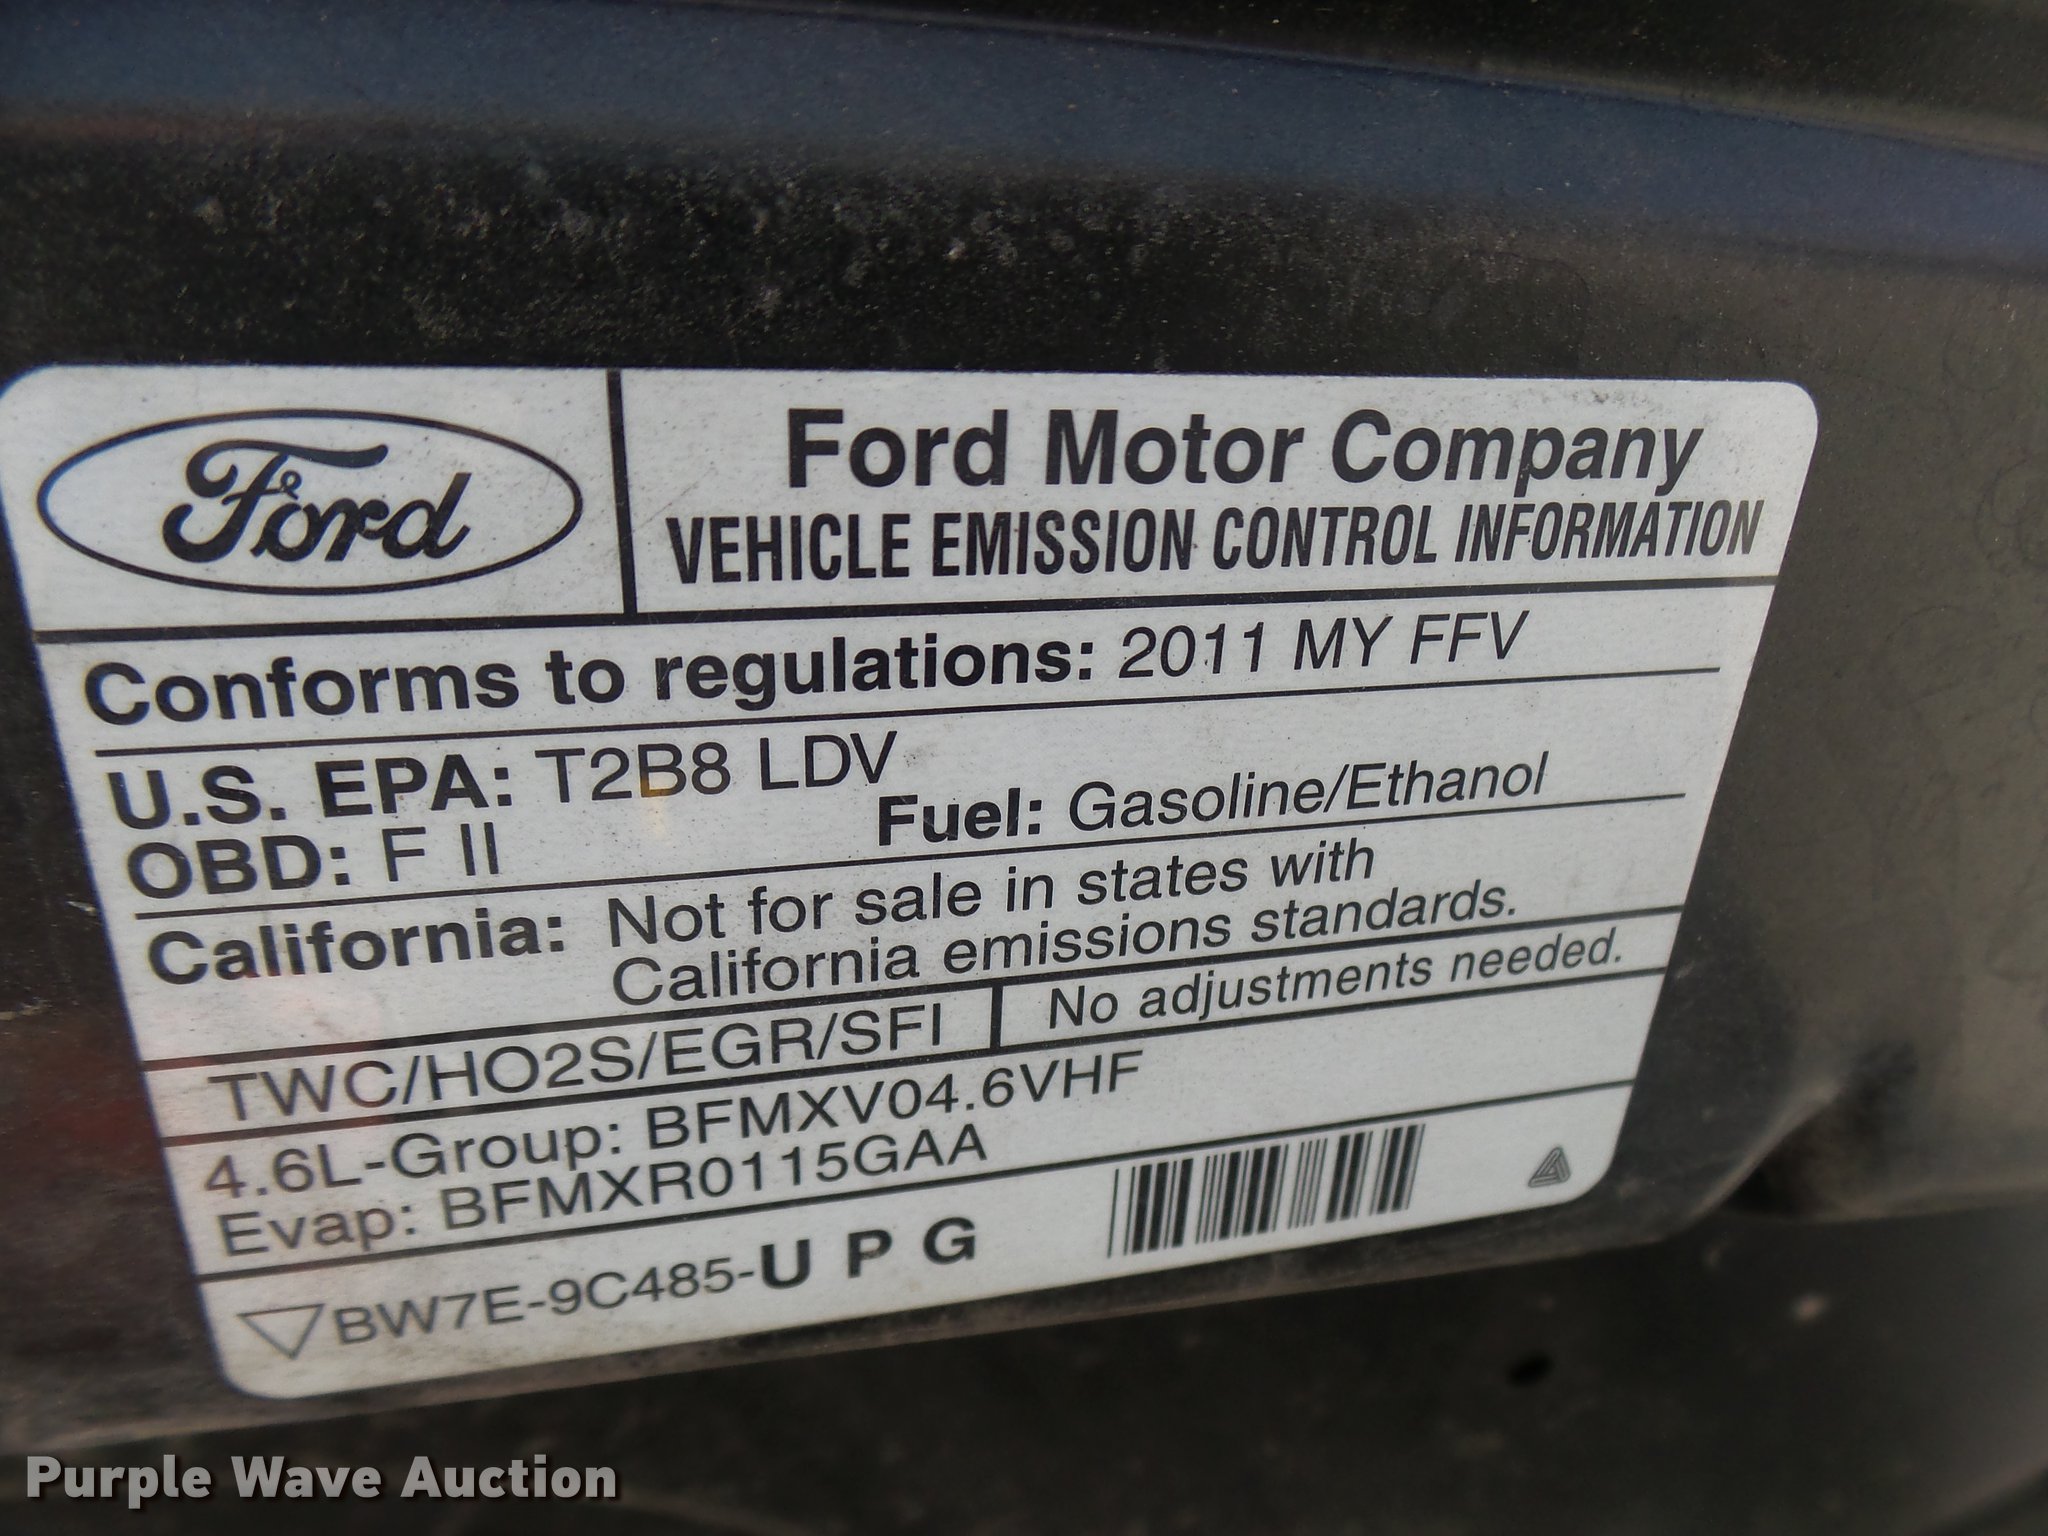 Ford
Ford Motor Company
VEHICLE EMISSION CONTROL INFORMATION
Conforms to regulations: 2011 MY FFV
U.S. EPA: T2B8 LDV
OBD: F II
Fuel: Gasoline/Ethanol
California: Not for sale in states with
California emissions standards.
TWC/HO2S/EGR/SFI
No adjustments needed.
4.6L-Group: BFMXV04.6VHF
Evap: BFMXR0115GAA
BW7E-9C485-U P G
Purple Wave Auction